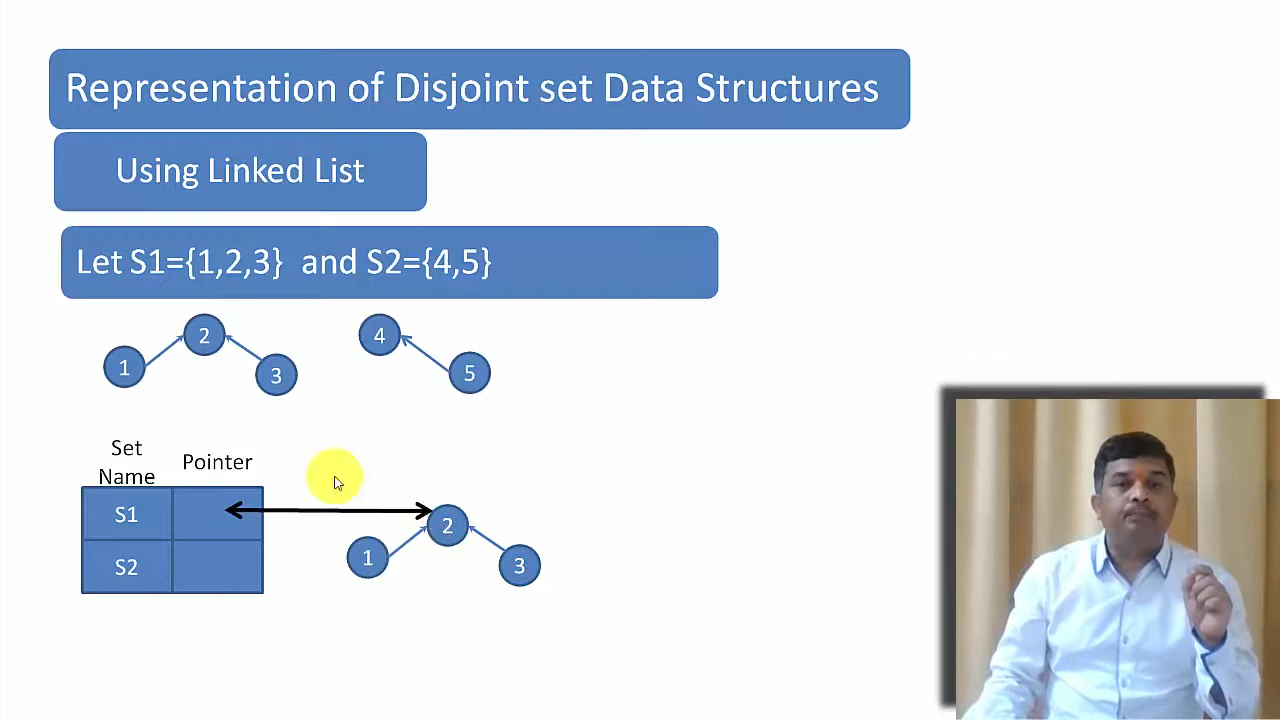 Representation of Disjoint set Data Structures
Using Linked List
Let S1={1,2,3} and S2={4,5}
2
4
1
3
5
Set
Name
Pointer
S1
S2
2
1
3